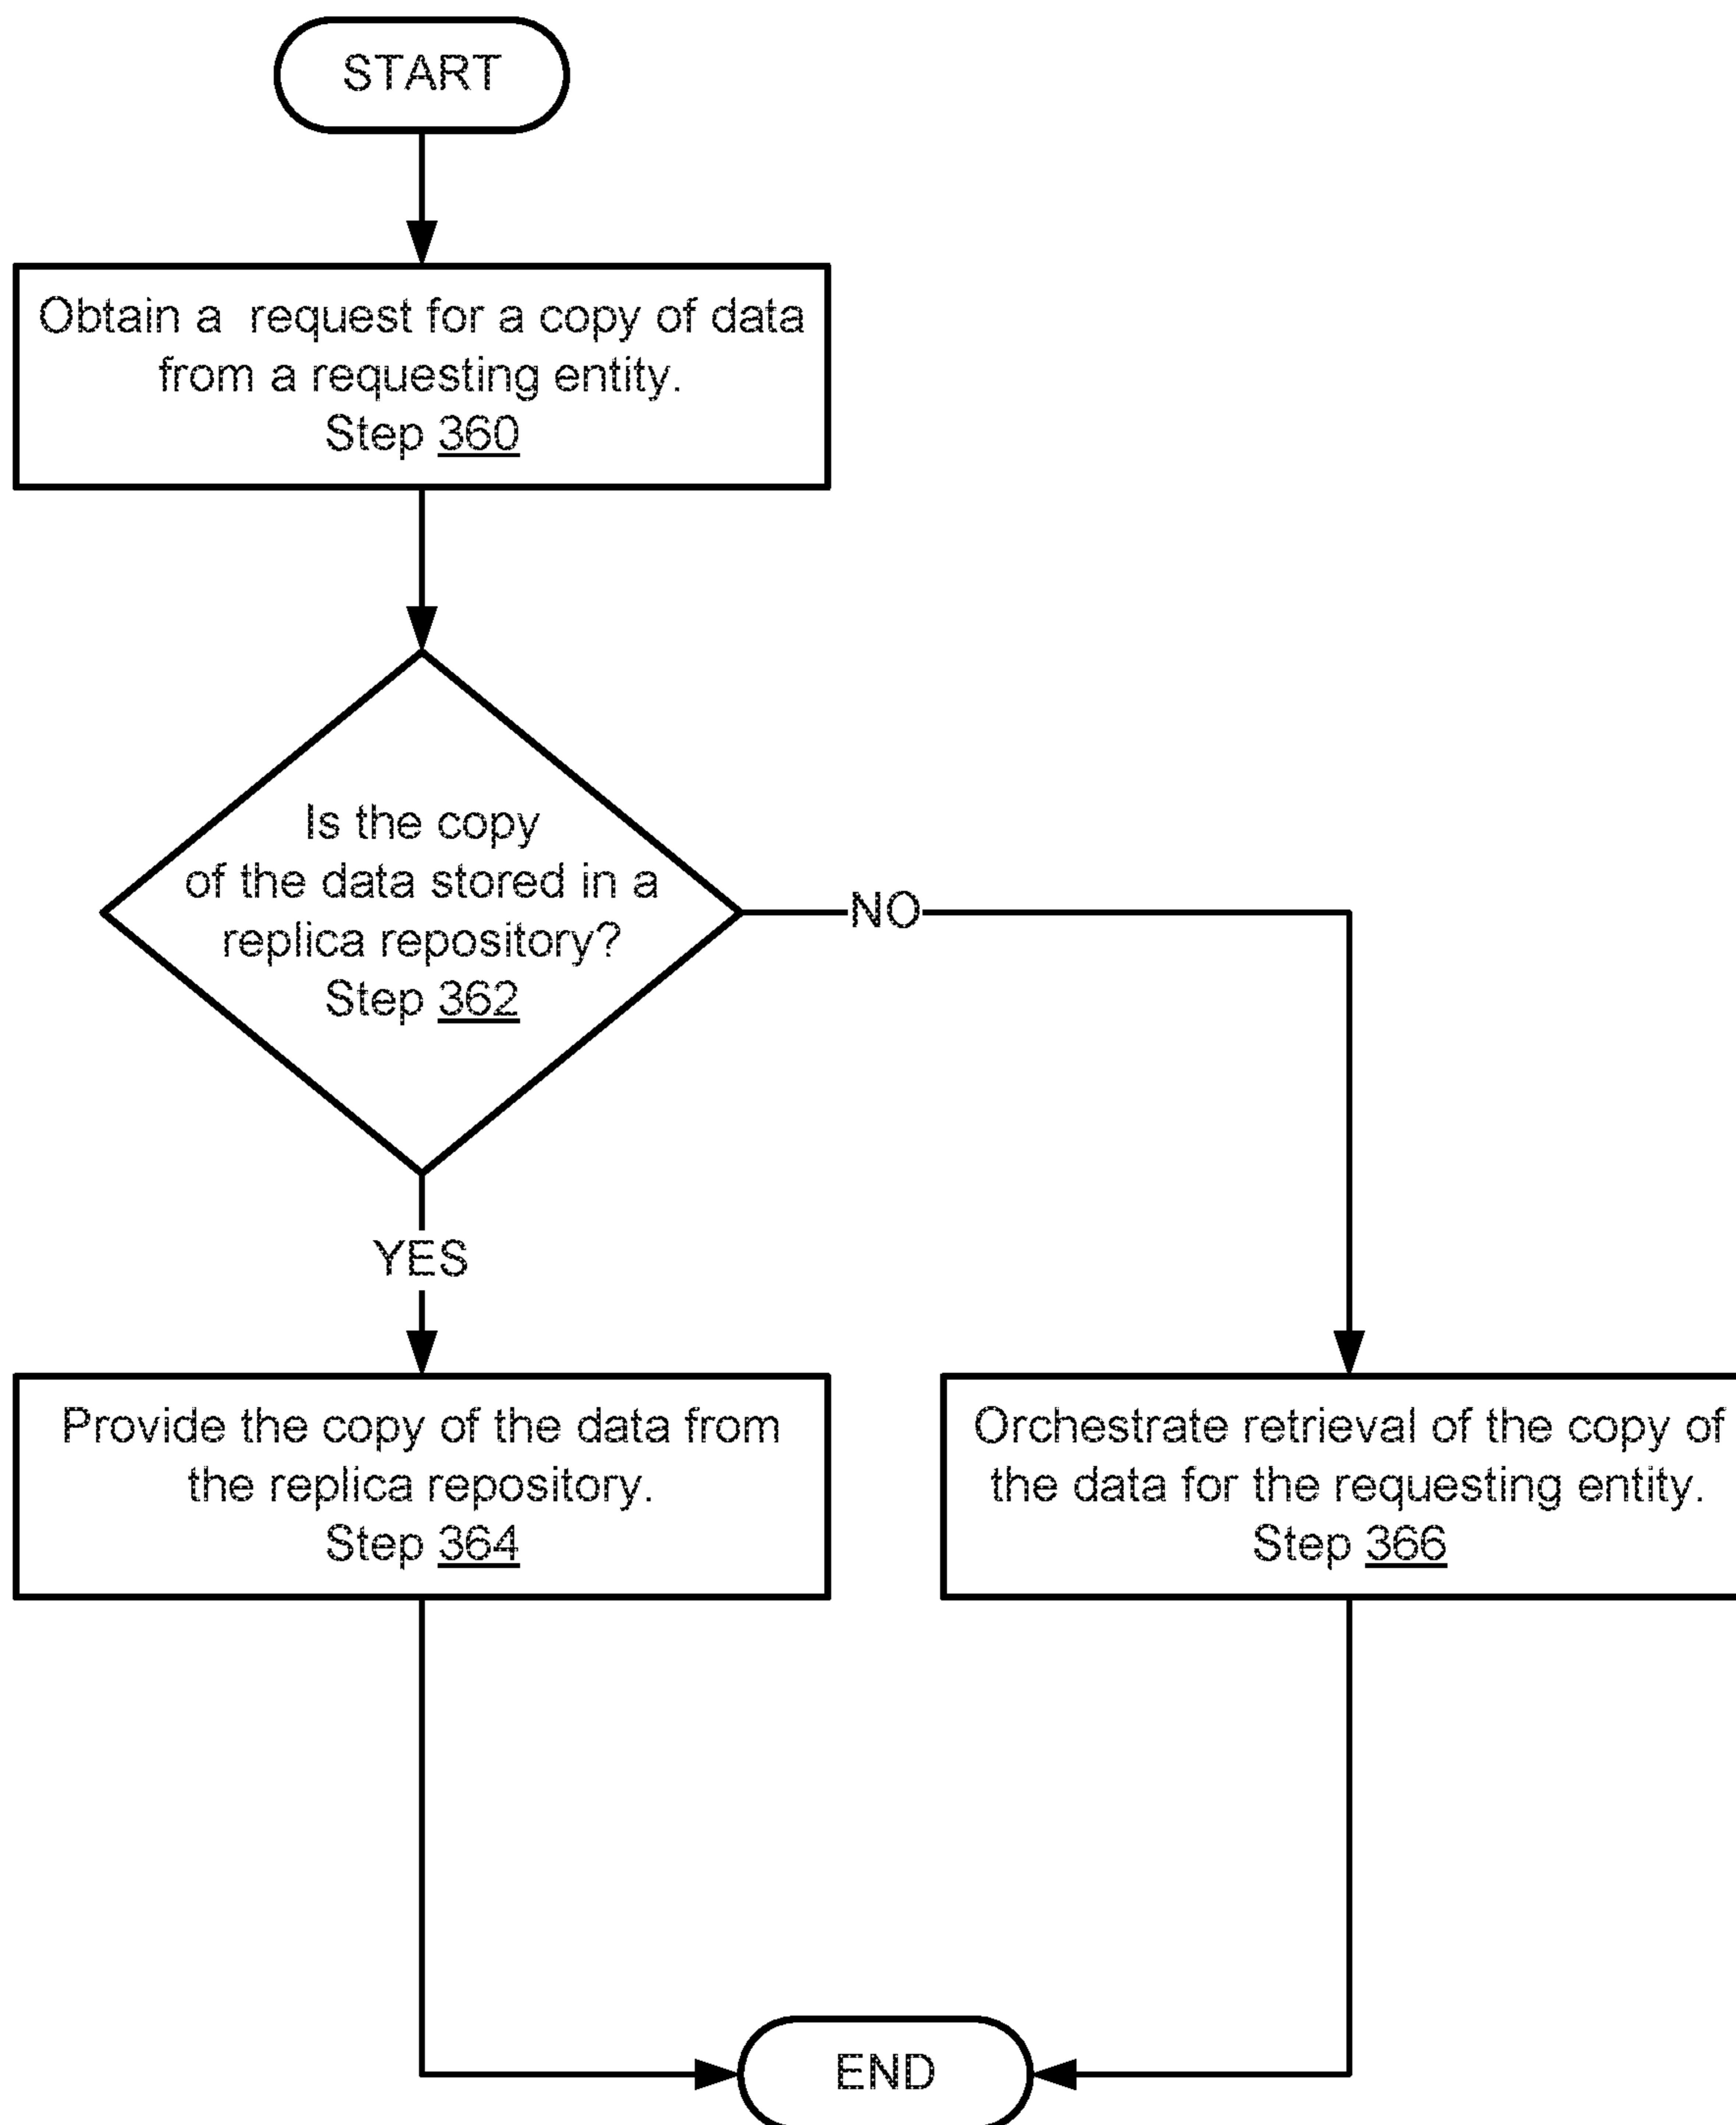 START
Obtain a  request for a copy of data
from a requesting entity.
Step 360
Is the copy
of the data stored in a
replica repository?
Step 362
NO
YES
Provide the copy of the data from
the replica repository.
Step 364
Orchestrate retrieval of the copy of
the data for the requesting entity.
Step 366
END